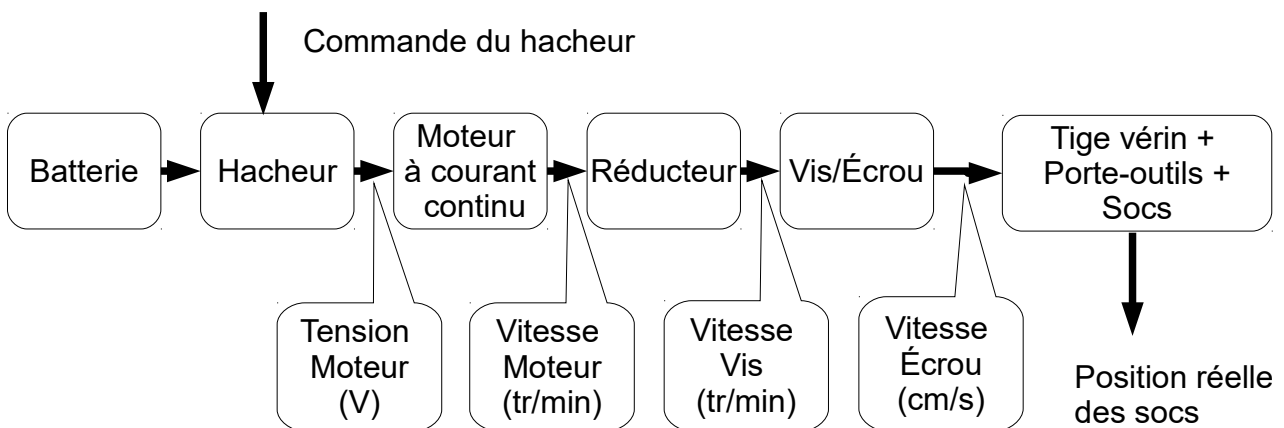 Commande du hacheur
Batterie
Hacheur
Moteur
à courant
continu
Réducteur
Vis/Écrou
Tige vérin +
Porte-outils +
Socs
Tension
Moteur
(V)
Vitesse
Moteur
(tr/min)
Vitesse
Vis
(tr/min)
Vitesse
Écrou
(cm/s)
Position réelle
des socs